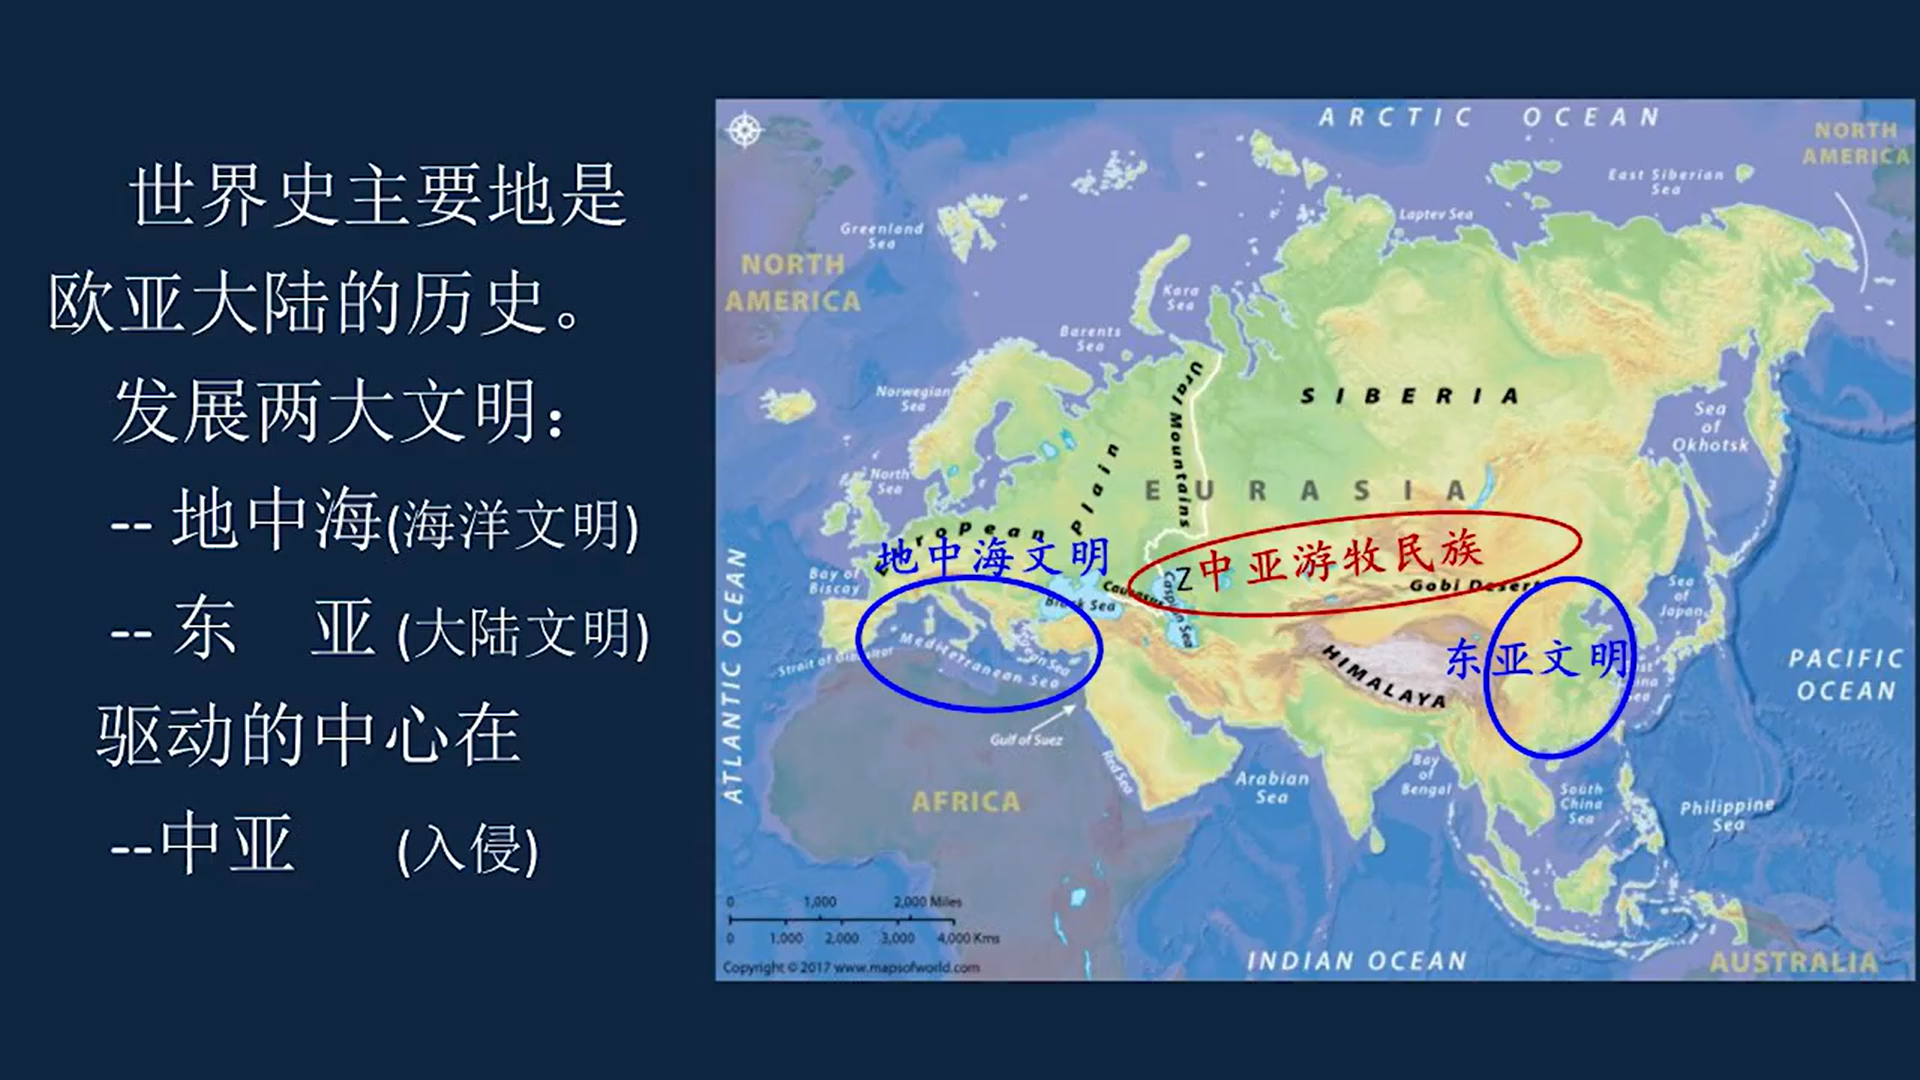 世界史主要地是
欧亚大陆的历史。
发展两大文明：
-- 地中海(海洋文明)
-- 东 亚 (大陆文明)
驱动的中心在
--中亚 (入侵)
ARCTIC OCEAN
NORTH
AMERICA
East Siberian
Sea
Laptev Sea
Greenland
Sea
NORTH
AMERICA
Kara
Sea
Barents
Sea
Ural Mountains
Norwegian
Sea
SIBERIA
Sea
of
Okhotsk
North
Sea
Plain
EURASIA
ropean
地中海文明
Z中亚游牧民族
Bay of
Biscay
Black Sea
Caucasus
Caspian Sea
Gobi Desert
Sea
of
Japan
ATLANTIC OCEAN
Strait of Gibraltar
Mediterranean Sea
HIMALAYA
东亚文明
PACIFIC
OCEAN
Gulf of Suez
Red Sea
Arabian
Sea
Bay
of
Bengal
South
China
Sea
Philippine
Sea
AFRICA
0 1,000 2,000 Miles
0 1,000 2,000 3,000 4,000 Kms
Copyright © 2017 www.mapsofworld.com
INDIAN OCEAN
AUSTRALIA